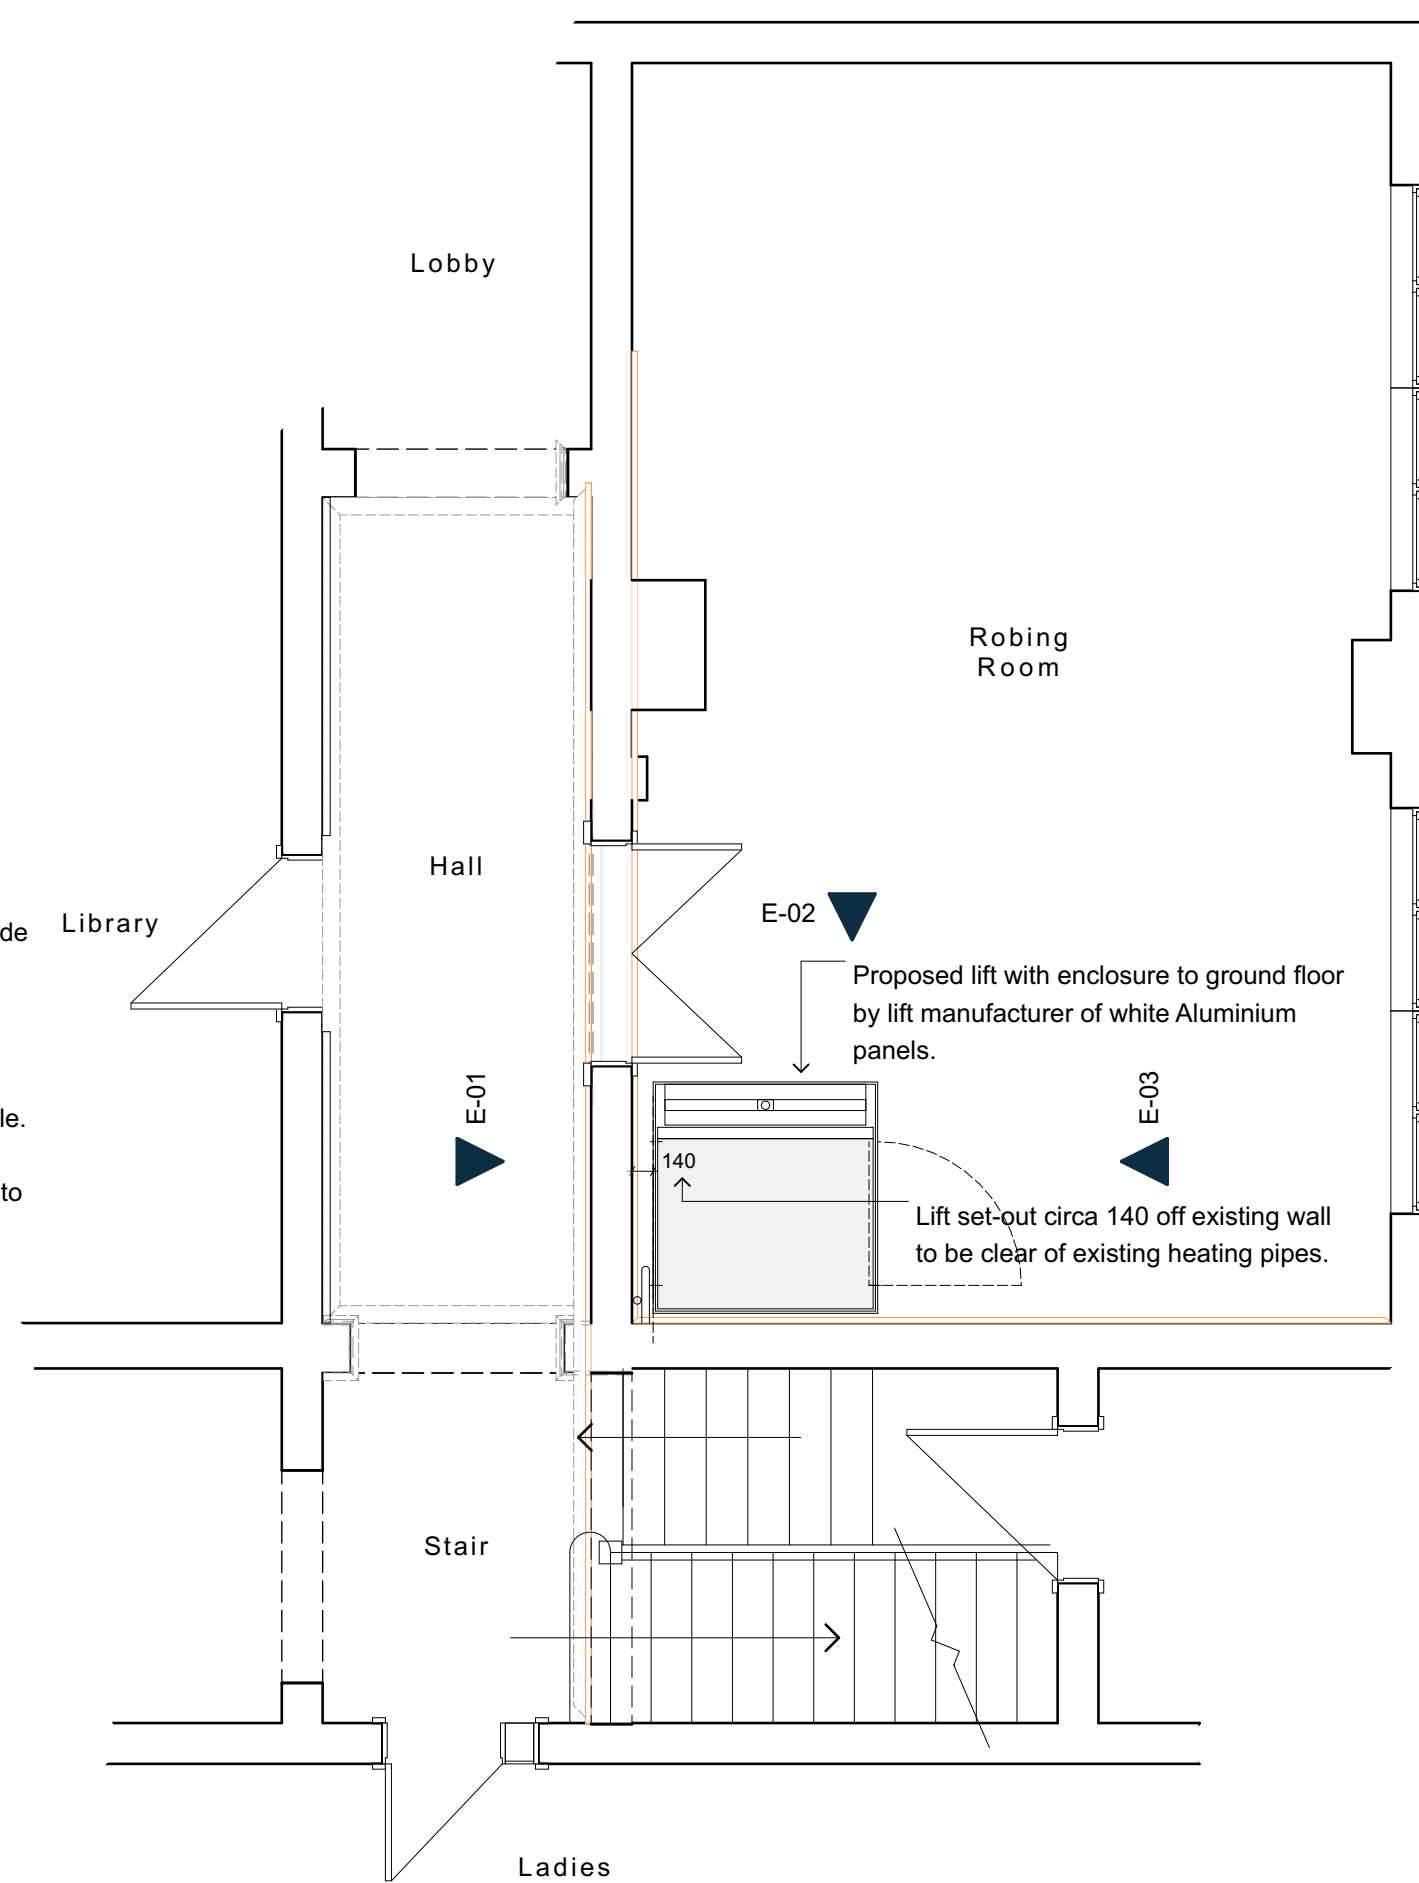 Lobby
Robing
Room
Hall
E-02
Library
de
Proposed lift with enclosure to ground floor
by lift manufacturer of white Aluminium
panels.
E-01
E-03
le.
140
to
Lift set-out circa 140 off existing wall
to be clear of existing heating pipes.
Stair
Ladies